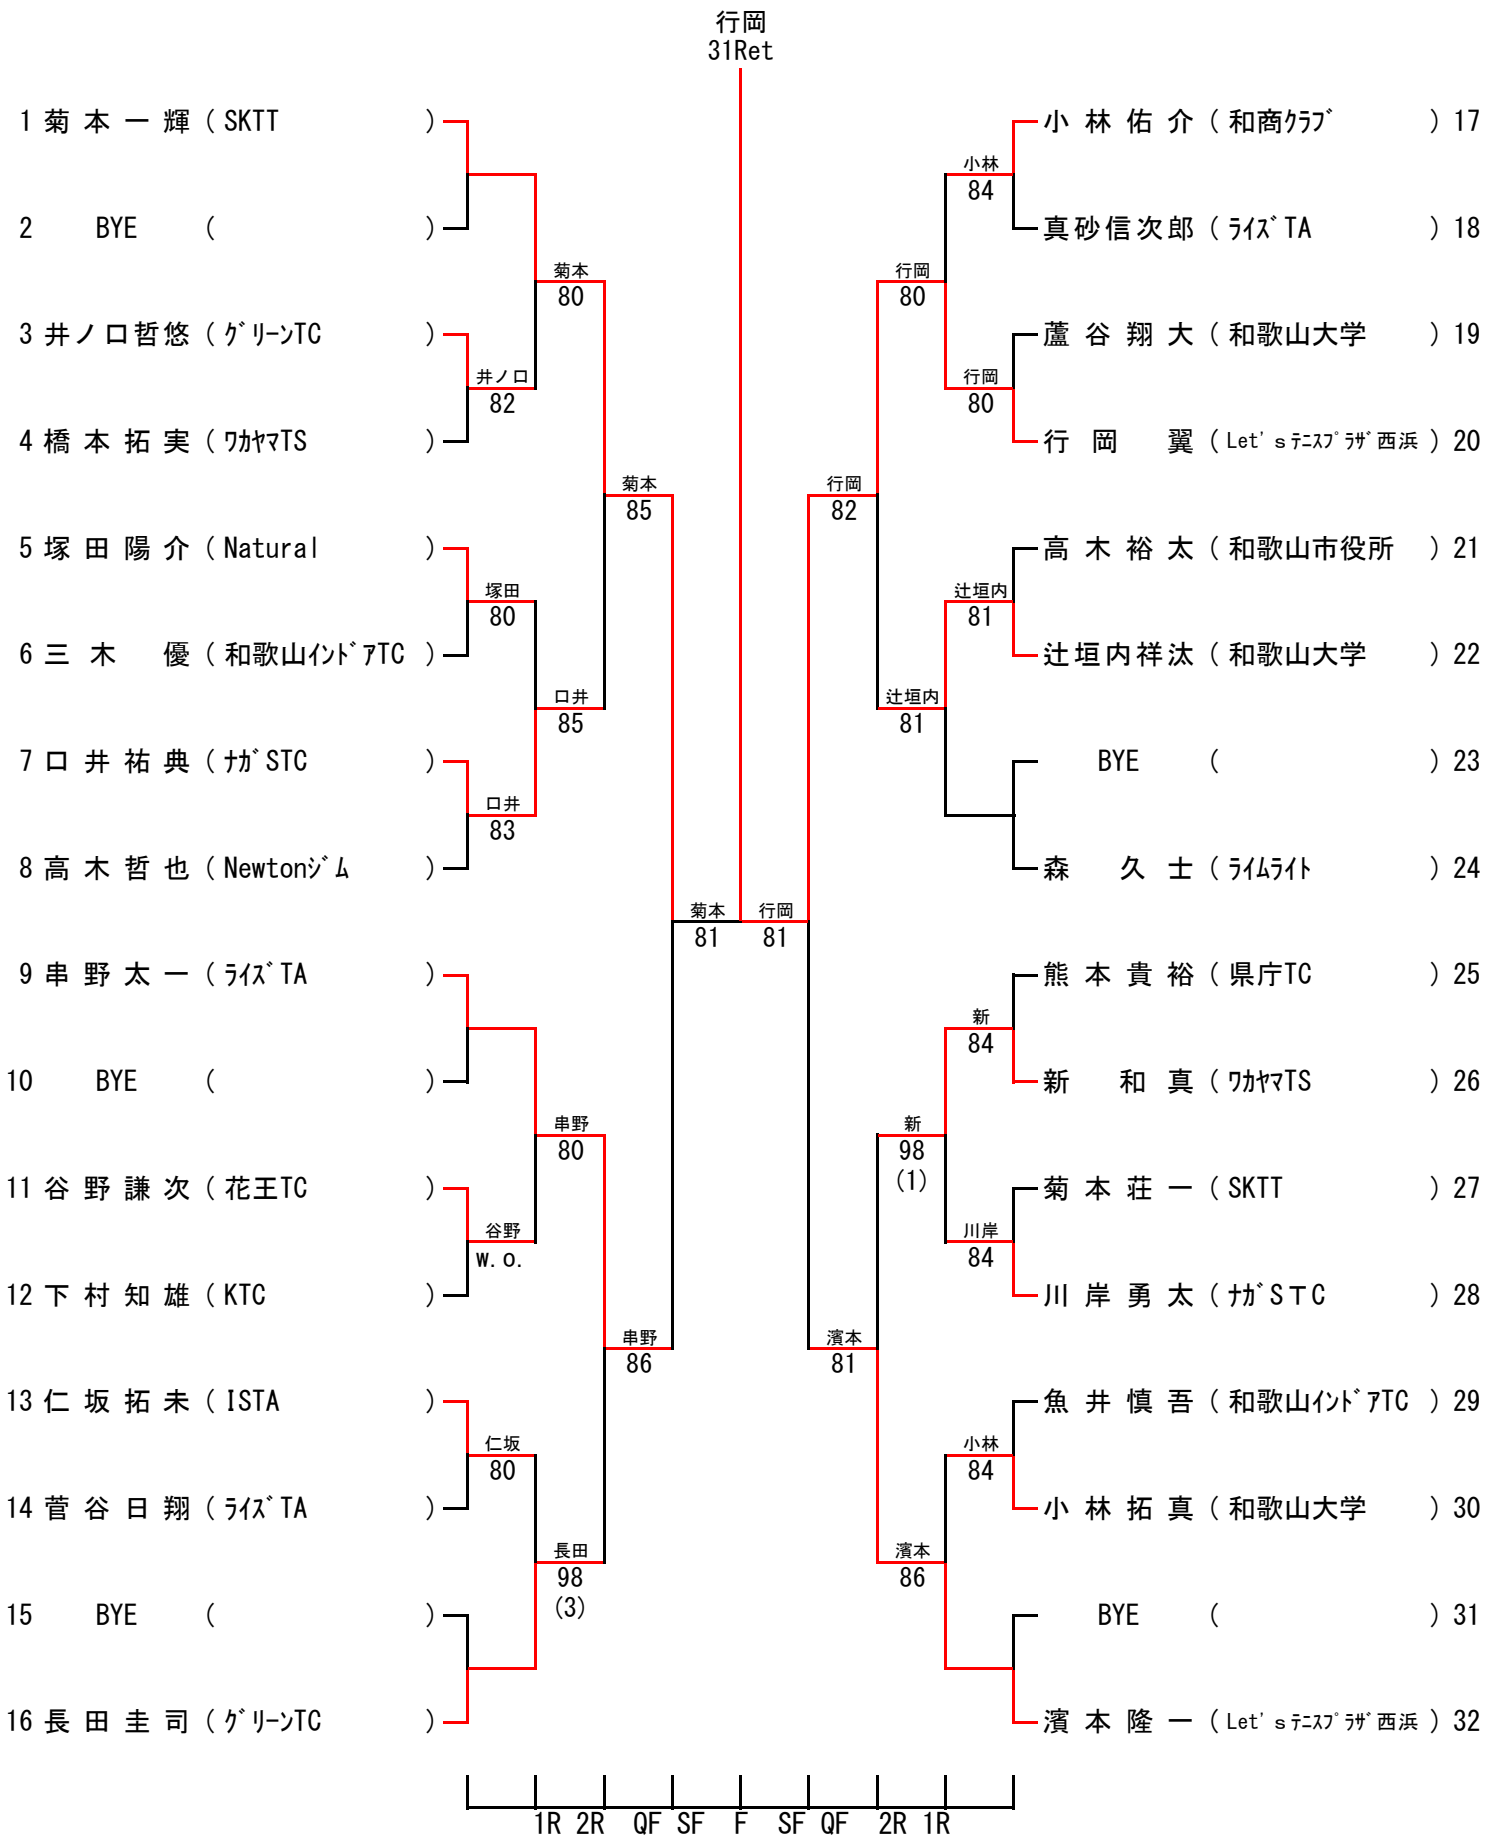 行岡
31Ret
1 菊本一輝 ( SKTT )
2 BYE ( )
3 井ノ口哲悠 ( グリーンTC )
4 橋本拓実 ( ワカヤマTS )
5 塚田陽介 ( Natural )
6 三木 優 ( 和歌山インドアTC )
7 口井祐典 ( ナガSTC )
8 高木哲也 ( Newtonジム )
9 串野太一 ( ライズTA )
10 BYE ( )
11 谷野謙次 ( 花王TC )
12 下村知雄 ( KTC )
13 仁坂拓未 ( ISTA )
14 菅谷日翔 ( ライズTA )
15 BYE ( )
16 長田圭司 ( グリーンTC )
井ノ口
82
塚田
80
口井
83
谷野
w.o.
仁坂
80
菊本
80
口井
85
串野
80
長田
98
(3)
菊本
85
串野
86
菊本
81
行岡
81
行岡
82
濱本
81
行岡
80
辻垣内
81
新
98
(1)
濱本
86
小林
84
行岡
80
辻垣内
81
新
84
川岸
84
小林
84
小林佑介 ( 和商クラブ ) 17
真砂信次郎 ( ライズTA ) 18
蘆谷翔大 ( 和歌山大学 ) 19
行岡 翼 ( Let'sテニスプラザ西浜 ) 20
高木裕太 ( 和歌山市役所 ) 21
辻垣内祥汰 ( 和歌山大学 ) 22
BYE ( ) 23
森 久士 ( ライムライト ) 24
熊本貴裕 ( 県庁TC ) 25
新 和真 ( ワカヤマTS ) 26
菊本荘一 ( SKTT ) 27
川岸勇太 ( ナガSTC ) 28
魚井慎吾 ( 和歌山インドアTC ) 29
小林拓真 ( 和歌山大学 ) 30
BYE ( ) 31
濱本隆一 ( Let'sテニスプラザ西浜 ) 32
1R 2R QF SF F SF QF 2R 1R